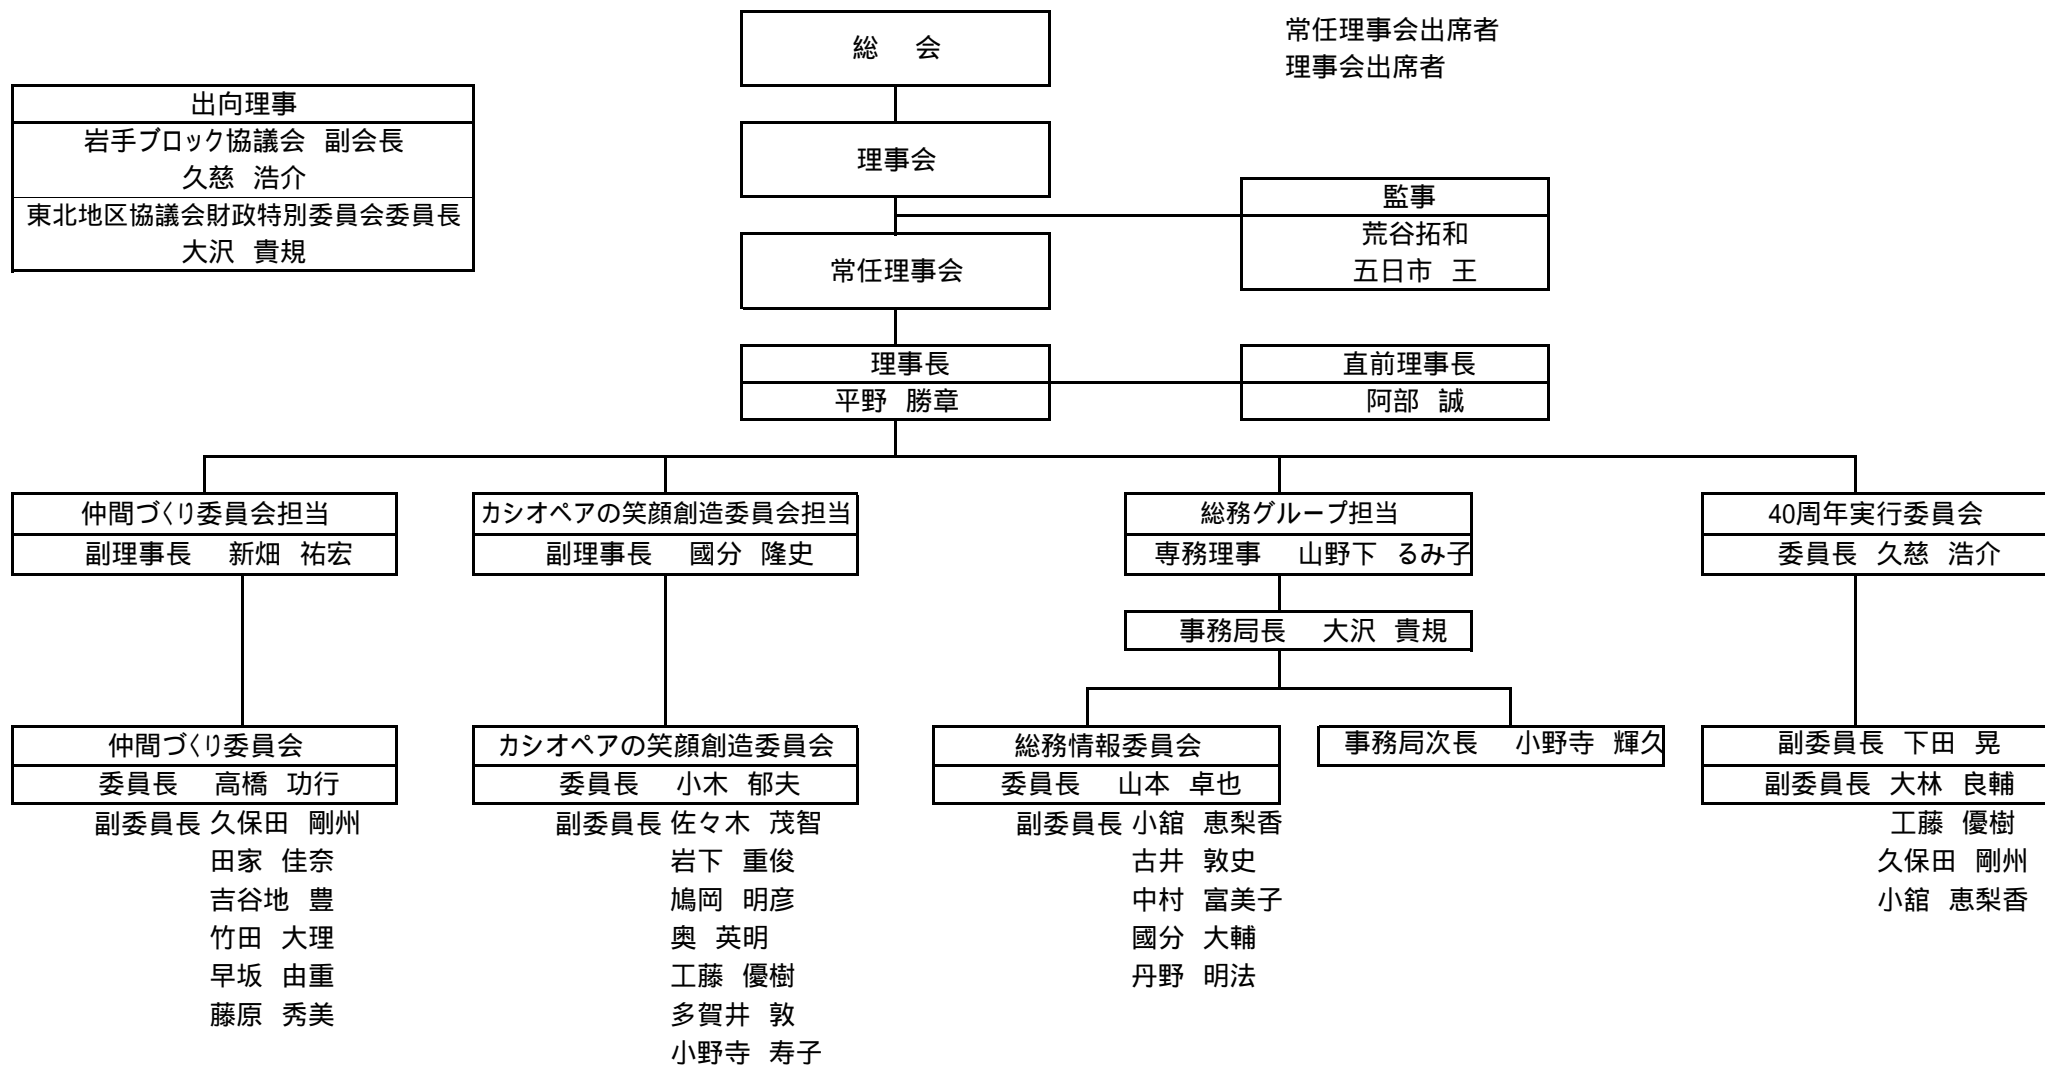 総　会
常任理事会出席者
理事会出席者
出向理事
岩手ブロック協議会　副会長
久慈　浩介
東北地区協議会財政特別委員会委員長
大沢　貴規
理事会
監事
荒谷拓和
五日市　王
常任理事会
理事長
平野　勝章
直前理事長
阿部　誠
仲間づくり委員会担当
副理事長　新畑　祐宏
カシオペアの笑顔創造委員会担当
副理事長　國分　隆史
総務グループ担当
専務理事　山野下　るみ子
40周年実行委員会
委員長　久慈　浩介
事務局長　大沢　貴規
仲間づくり委員会
委員長　高橋　功行
副委員長 久保田　剛州
田家　佳奈
吉谷地　豊
竹田　大理
早坂　由重
藤原　秀美
カシオペアの笑顔創造委員会
委員長　小木　郁夫
副委員長 佐々木　茂智
岩下　重俊
鳩岡　明彦
奥　英明
工藤　優樹
多賀井　敦
小野寺　寿子
総務情報委員会
委員長　山本　卓也
副委員長 小舘　恵梨香
古井　敦史
中村　富美子
國分　大輔
丹野　明法
事務局次長　小野寺　輝久
副委員長 下田　晃
副委員長 大林　良輔
工藤　優樹
久保田　剛州
小舘　恵梨香